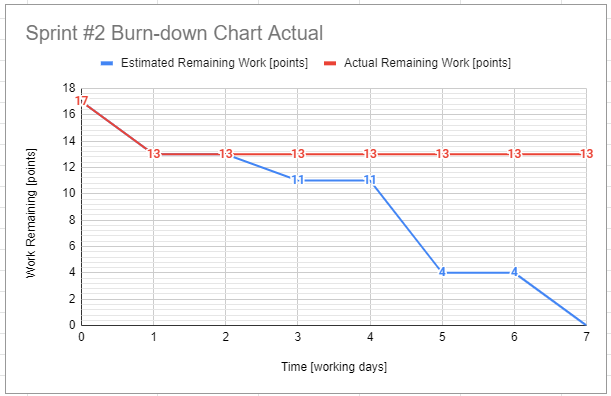 Sprint #2 Burn-down Chart Actual
Estimated Remaining Work [points] Actual Remaining Work [points]
18
16
14
12
10
8
6
4
2
0
Work Remaining [points]
17
13 13 13 13 13 13 13
11 11
4 4
0 1 2 3 4 5 6 7
Time [working days]